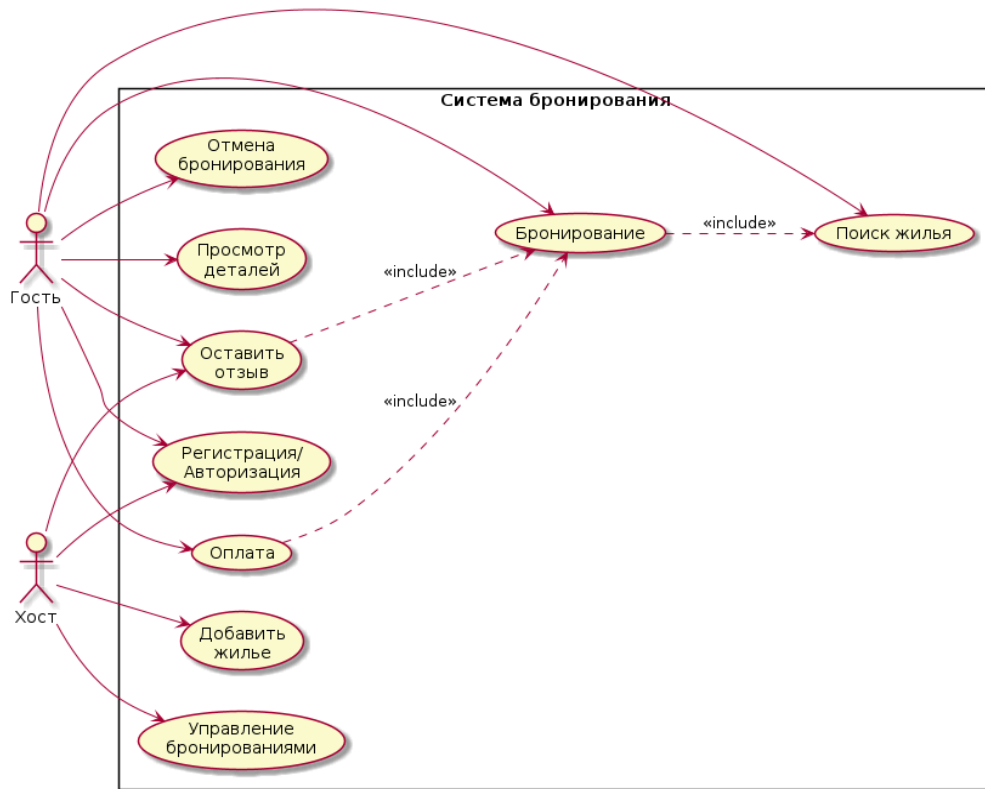 Система бронирования
Отмена
бронирования
Бронирование
«include»
Поиск жилья
Просмотр
деталей
«include»
Гость
Оставить
отзыв
«include»
Регистрация/
Авторизация
Оплата
Хост
Добавить
жилье
Управление
бронированиями